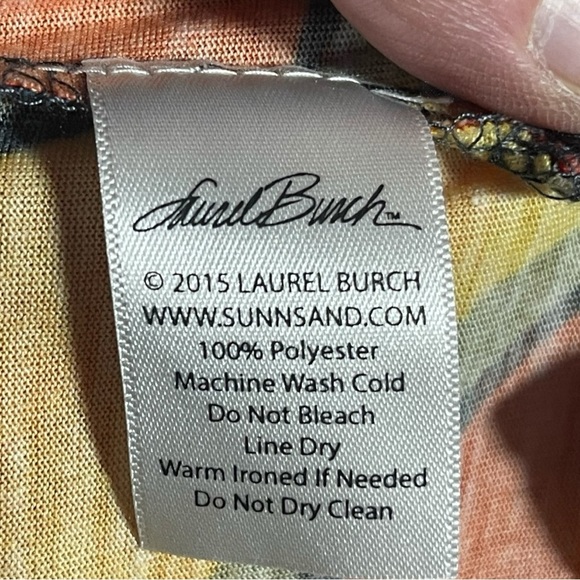 Laurel Burch™
© 2015 LAUREL BURCH
WWW.SUNNSAND.COM
100% Polyester
Machine Wash Cold
Do Not Bleach
Line Dry
Warm Ironed If Needed
Do Not Dry Clean